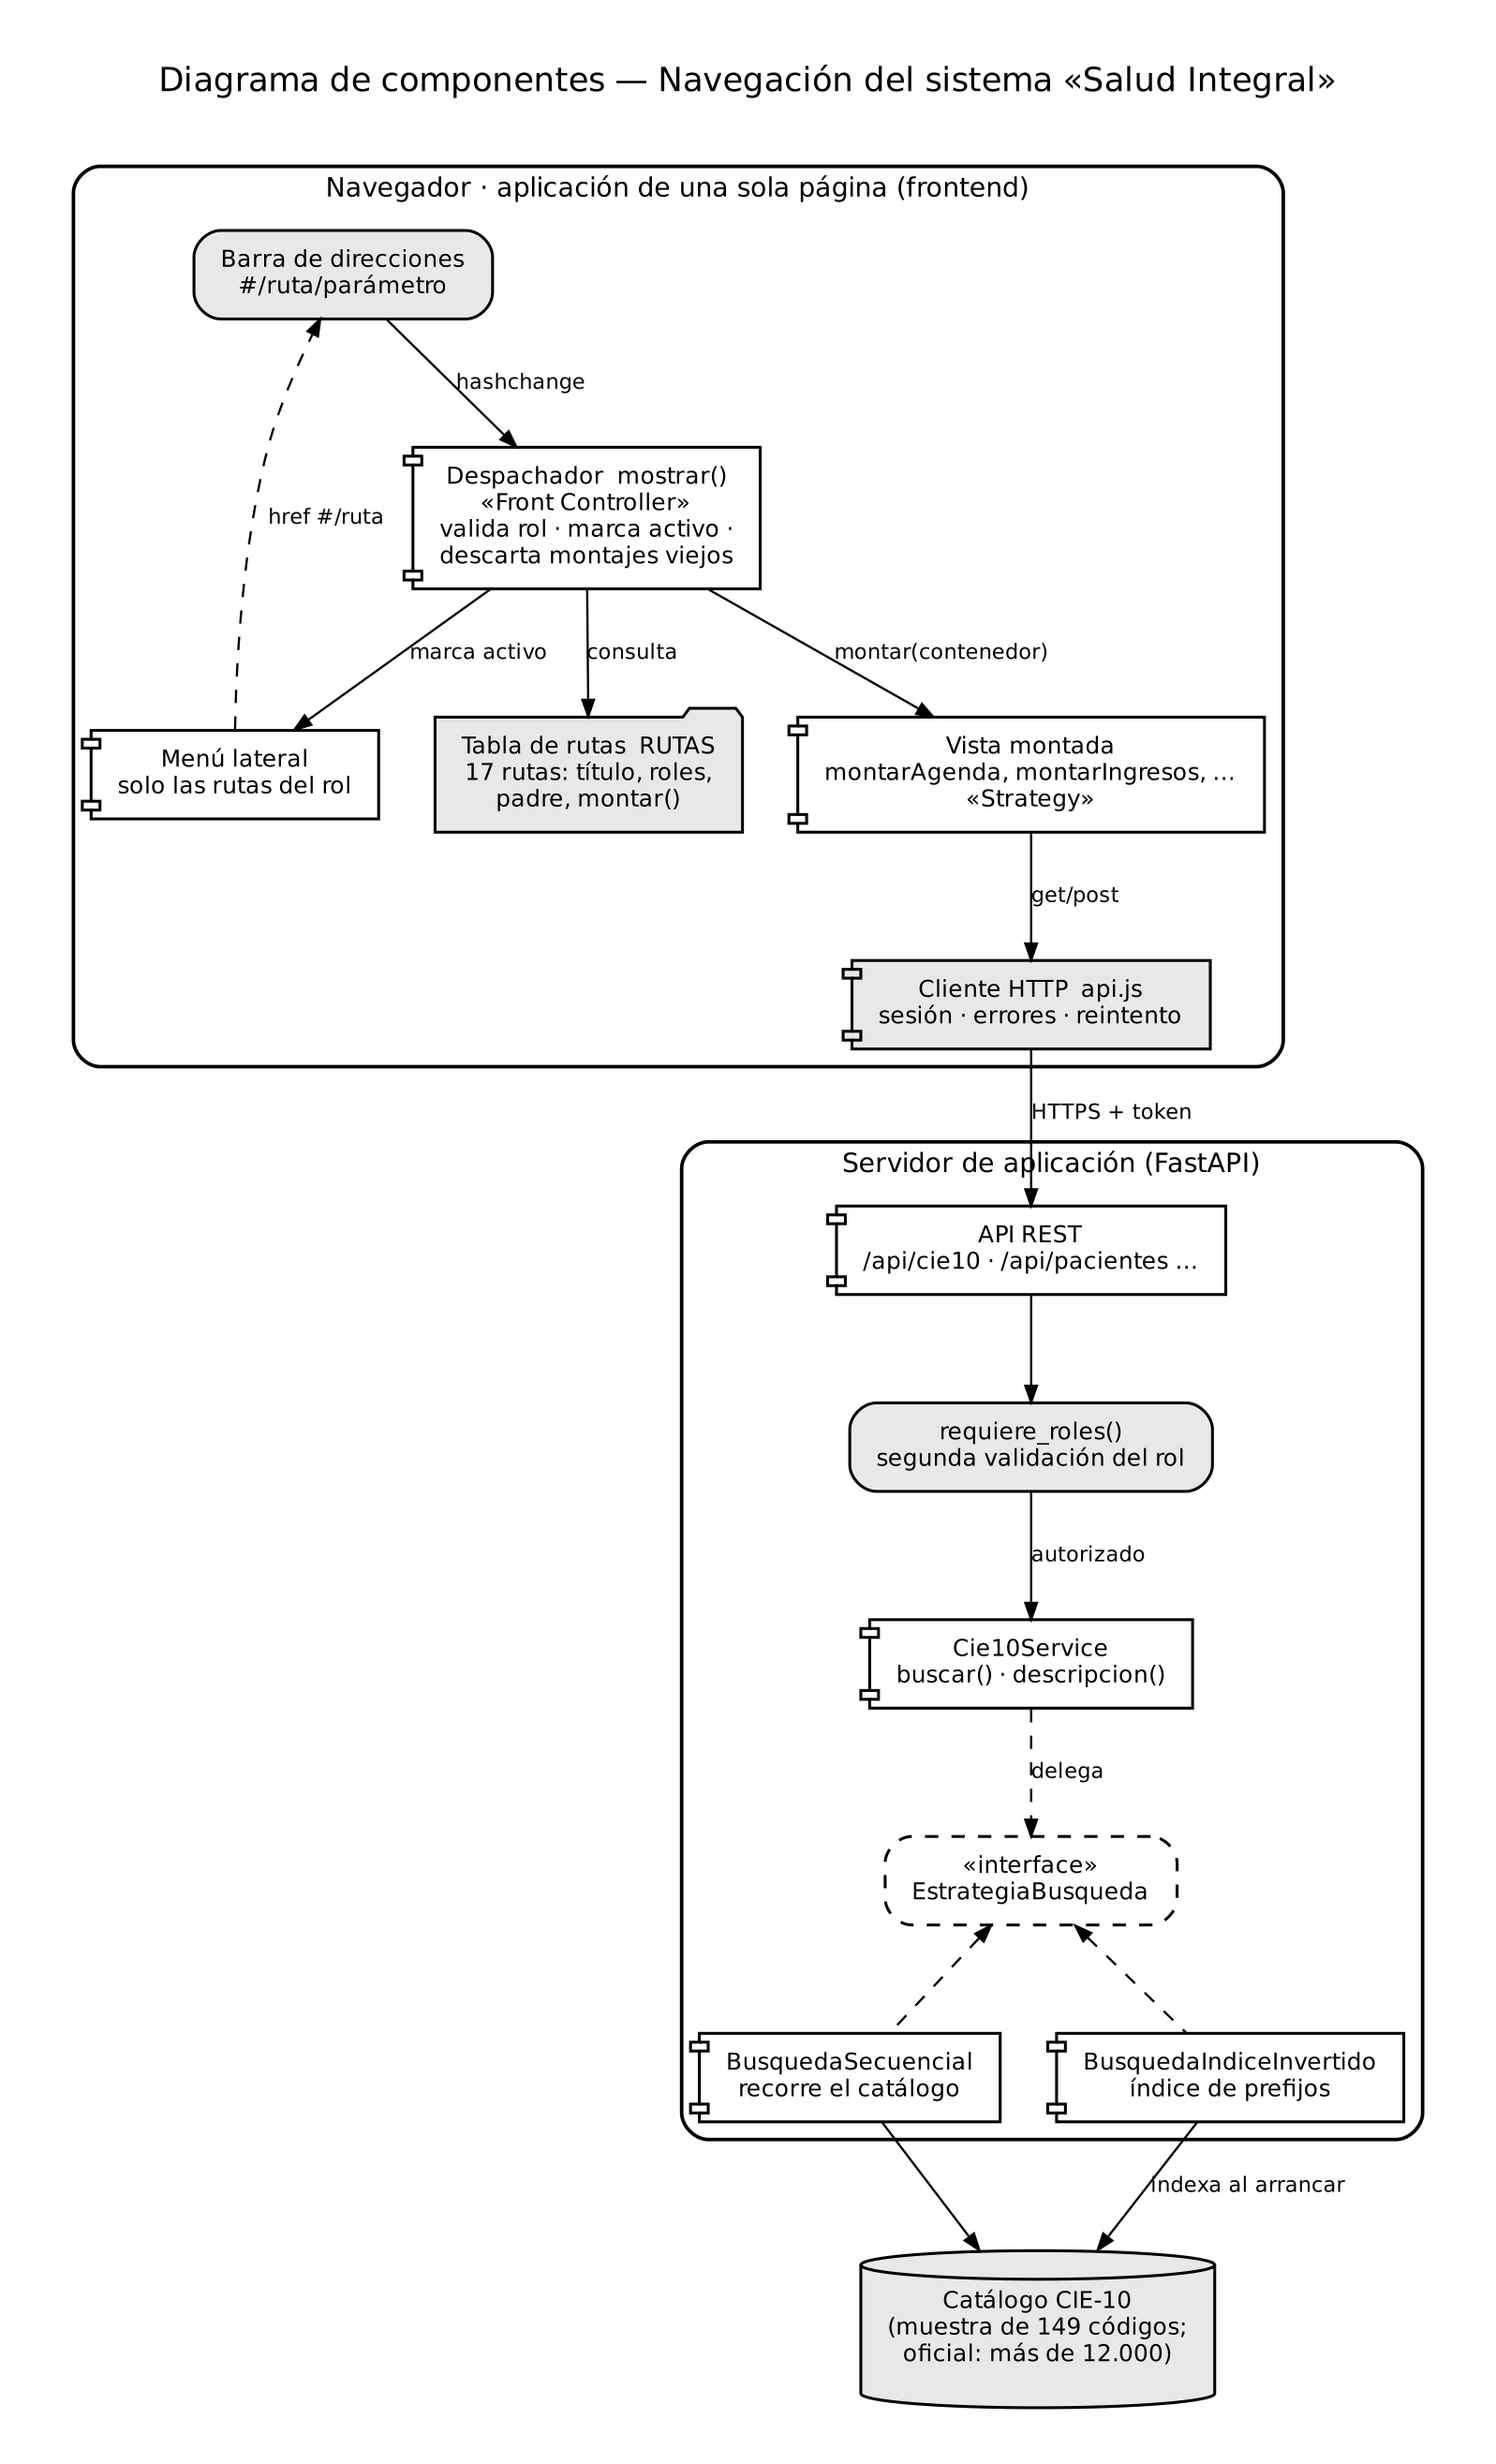 Diagrama de componentes — Navegación del sistema «Salud Integral»
Navegador · aplicación de una sola página (frontend)
Barra de direcciones
#/ruta/parámetro
hashchange
Despachador  mostrar()
«Front Controller»
valida rol · marca activo ·
descarta montajes viejos
href #/ruta
marca activo
consulta
montar(contenedor)
Menú lateral
solo las rutas del rol
Tabla de rutas  RUTAS
17 rutas: título, roles,
padre, montar()
Vista montada
montarAgenda, montarIngresos, ...
«Strategy»
get/post
Cliente HTTP  api.js
sesión · errores · reintento
HTTPS + token
Servidor de aplicación (FastAPI)
API REST
/api/cie10 · /api/pacientes ...
requiere_roles()
segunda validación del rol
autorizado
Cie10Service
buscar() · descripcion()
delega
«interface»
EstrategiaBusqueda
BusquedaSecuencial
recorre el catálogo
BusquedaIndiceInvertido
índice de prefijos
indexa al arrancar
Catálogo CIE-10
(muestra de 149 códigos;
oficial: más de 12.000)